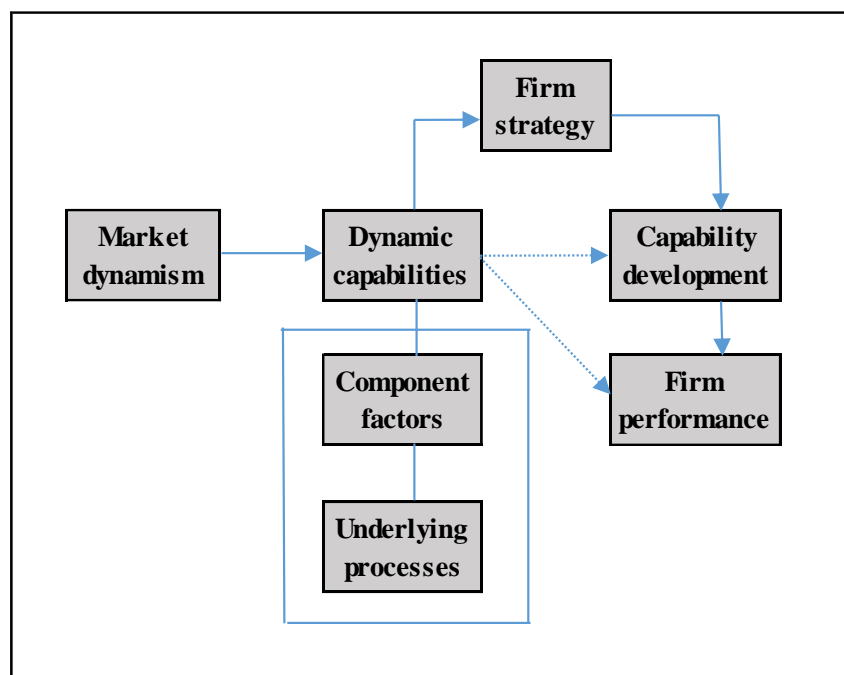 Firm
strategy
Market
dynamism
Dynamic
capabilities
Capability
development
Component
factors
Firm
performance
Underlying
processes